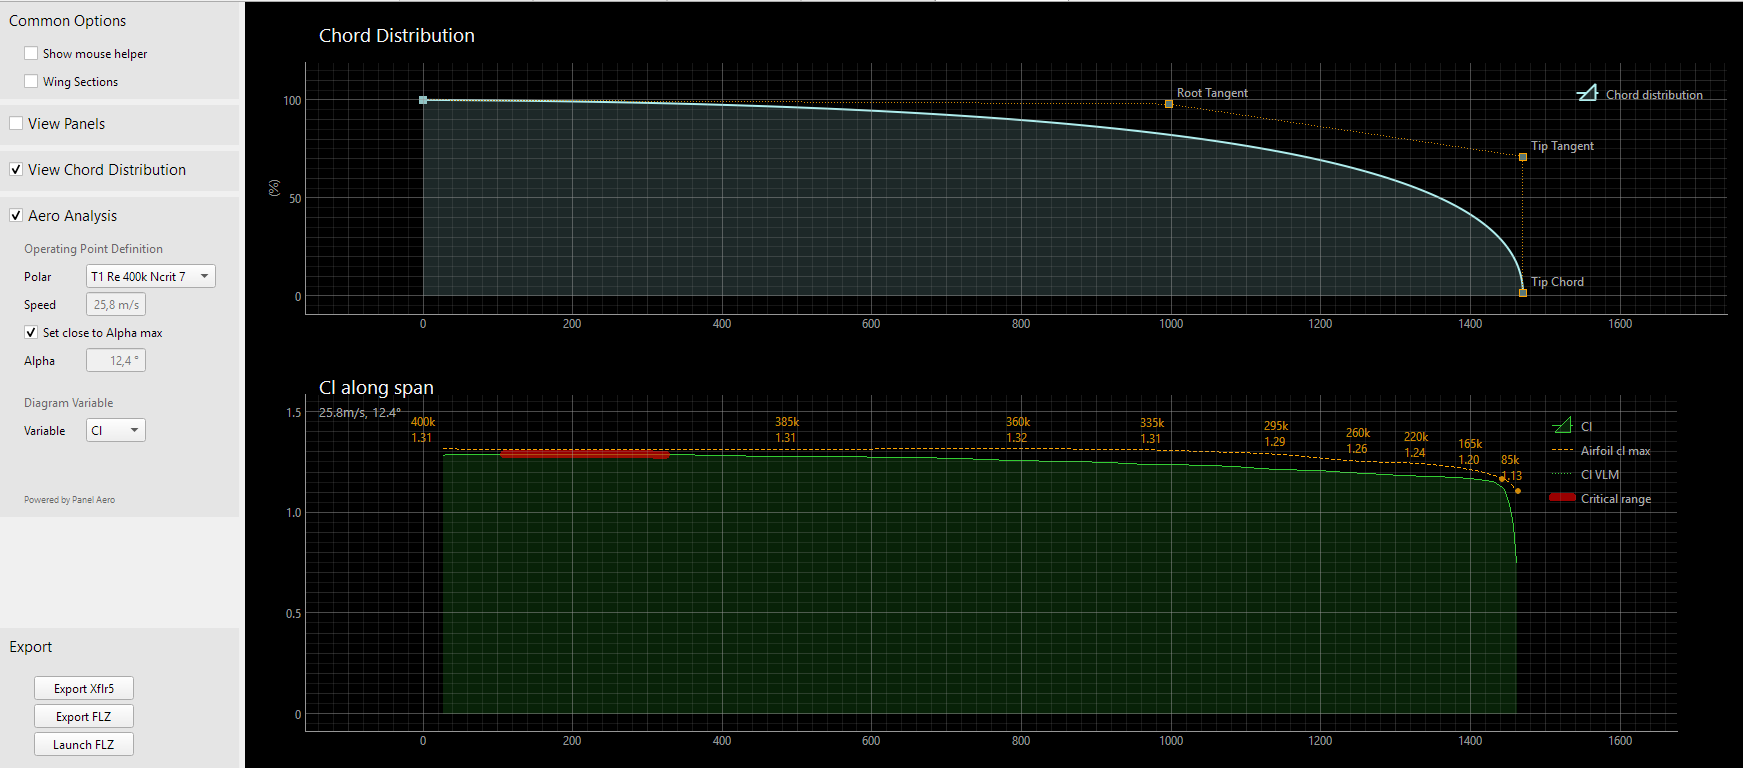 Common Options
Show mouse helper
Wing Sections
View Panels
View Chord Distribution
Aero Analysis
Operating Point Definition
Polar T1 Re 400k Ncrit 7
Speed 25,8 m/s
Set close to Alpha max
Alpha 12,4 °
Diagram Variable
Variable Cl
Powered by Panel Aero
Export
Export Xflr5
Export FLZ
Launch FLZ
Chord Distribution
Root Tangent
Chord distribution
Tip Tangent
Tip Chord
(%)
100
50
0
0 200 400 600 800 1000 1200 1400 1600
Cl along span
25.8m/s, 12.4°
400k 385k 360k 335k 295k 260k 220k 165k 85k
1.31 1.31 1.32 1.31 1.29 1.26 1.24 1.20 1.13
Cl
Airfoil cl max
Cl VLM
Critical range
1.5
1.0
0.5
0
0 200 400 600 800 1000 1200 1400 1600